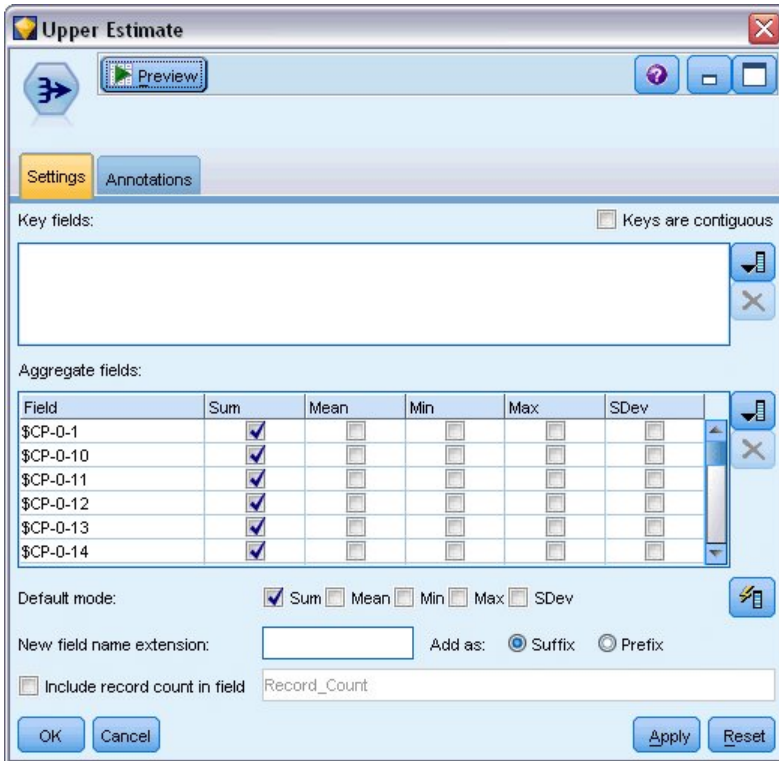 Upper Estimate
Preview
Settings Annotations
Key fields: Keys are contiguous
Aggregate fields:
Field Sum Mean Min Max SDev
$CP-0-1
$CP-0-10
$CP-0-11
$CP-0-12
$CP-0-13
$CP-0-14
Default mode: Sum Mean Min Max SDev
New field name extension: Add as: Suffix Prefix
Include record count in field Record_Count
OK Cancel Apply Reset